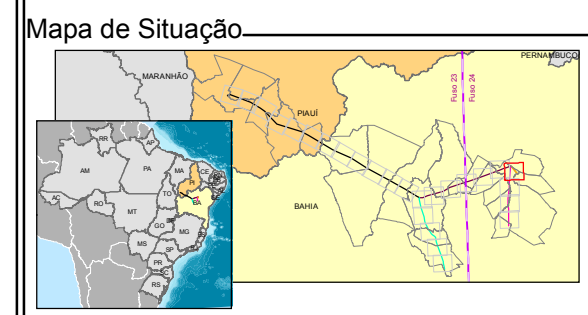 Mapa de Situação
PERNAMBUCO
MARANHÃO
PIAUÍ
Fuso 23
Fuso 24
BAHIA
RR
AP
AM
PA
MA
CE
PI
AC
RO
TO
BA
MT
GO
MG
MS
SP
PR
SC
RS